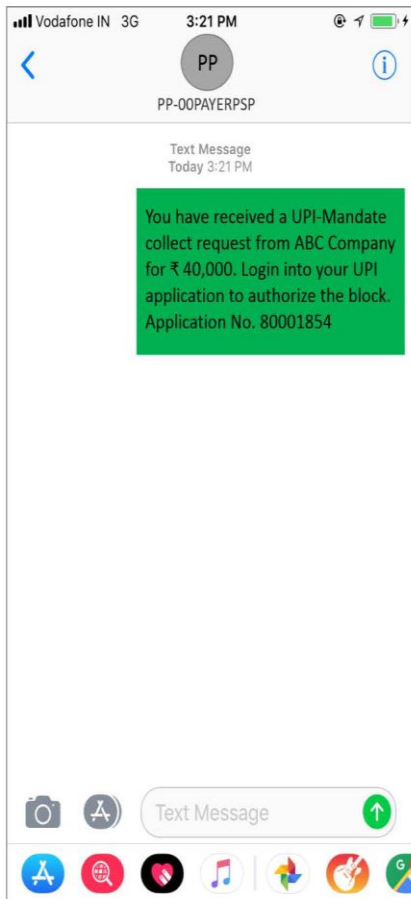 Vodafone IN 3G 3:21 PM
PP
PP-00PAYERPSP
Text Message
Today 3:21 PM
You have received a UPI-Mandate
collect request from ABC Company
for ₹ 40,000. Login into your UPI
application to authorize the block.
Application No. 80001854
Text Message
G